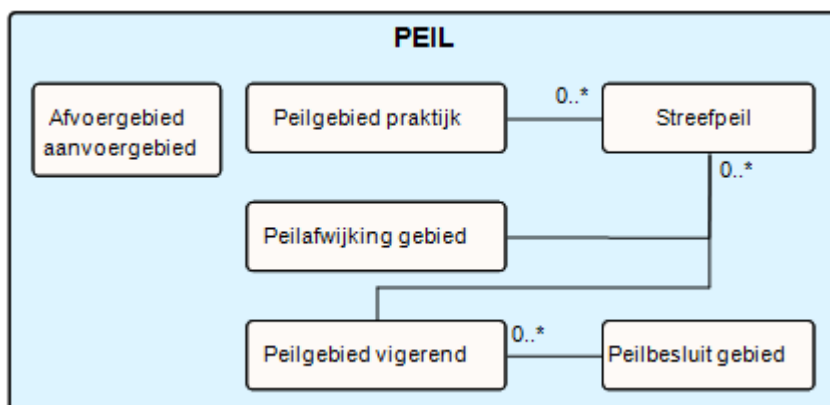 PEIL
Afvoergebied
aanvoergebied
Peilgebied praktijk
0..*
Streefpeil
0..*
Peilafwijking gebied
Peilgebied vigerend
0..*
Peilbesluit gebied